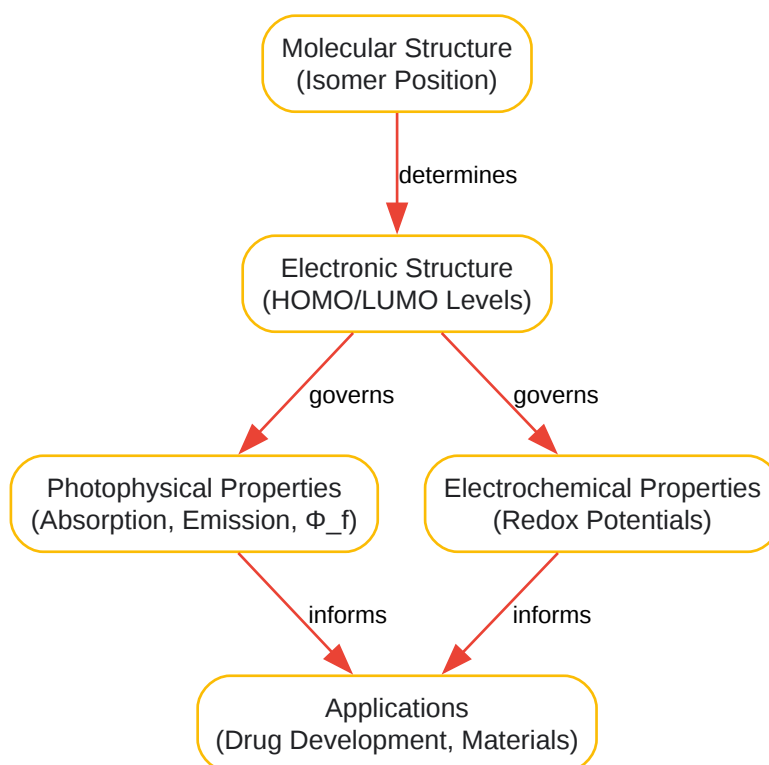 Molecular Structure
(Isomer Position)
determines
Electronic Structure
(HOMO/LUMO Levels)
governs
governs
Photophysical Properties
(Absorption, Emission, Φ_f)
Electrochemical Properties
(Redox Potentials)
informs
informs
Applications
(Drug Development, Materials)